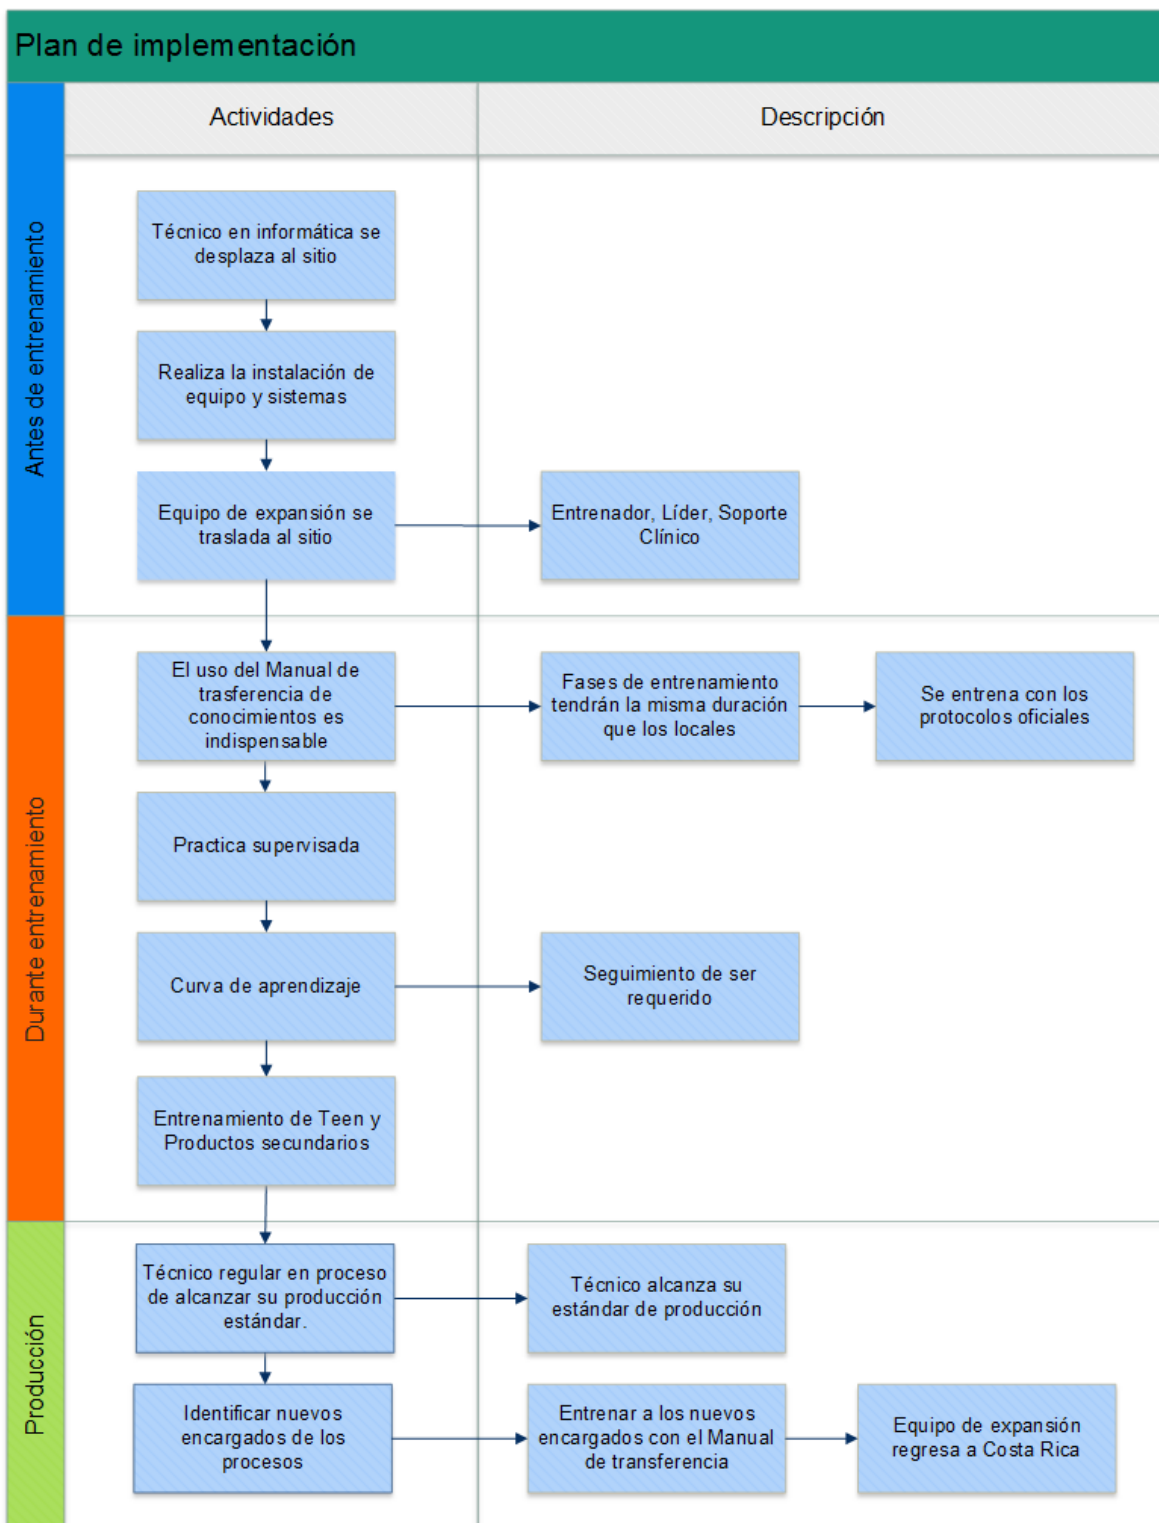 Plan de implementación
Actividades
Descripción
Antes de entrenamiento
Técnico en informática se
desplaza al sitio
Realiza la instalación de
equipo y sistemas
Equipo de expansión se
traslada al sitio
Entrenador, Líder, Soporte
Clínico
Durante entrenamiento
El uso del Manual de
trasferencia de
conocimientos es
indispensable
Fases de entrenamiento
tendrán la misma duración
que los locales
Se entrena con los
protocolos oficiales
Practica supervisada
Curva de aprendizaje
Seguimiento de ser
requerido
Entrenamiento de Teen y
Productos secundarios
Producción
Técnico regular en proceso
de alcanzar su producción
estándar.
Técnico alcanza su
estándar de producción
Identificar nuevos
encargados de los
procesos
Entrenar a los nuevos
encargados con el Manual
de transferencia
Equipo de expansión
regresa a Costa Rica